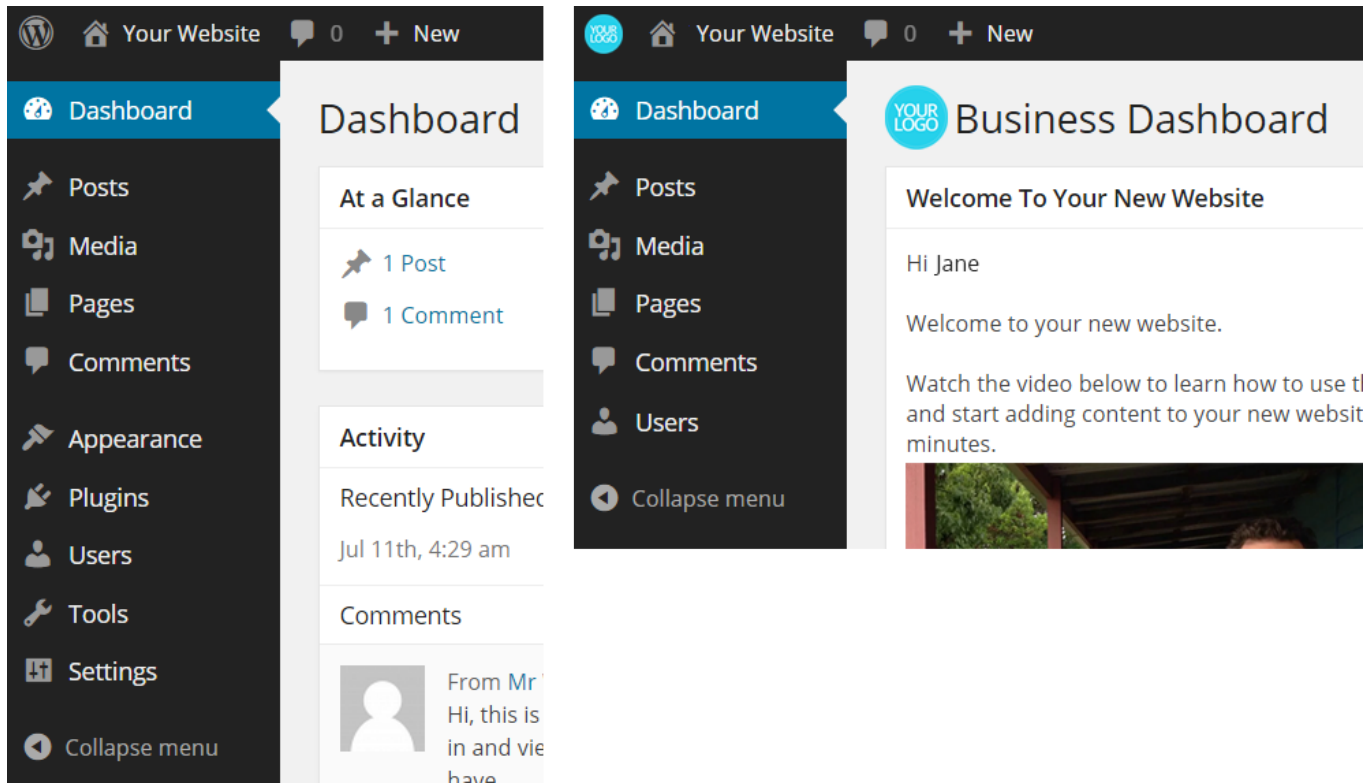 Your Website 0 New
Dashboard
Posts
Media
Pages
Comments
Appearance
Plugins
Users
Tools
Settings
Collapse menu
Dashboard
At a Glance
1 Post
1 Comment
Activity
Recently Published
Jul 11th, 4:29 am
Comments
From Mr
Hi, this is
in and vie
have
YOUR
LOGO
Your Website 0 New
Dashboard
Posts
Media
Pages
Comments
Users
Collapse menu
YOUR
LOGO
Business Dashboard
Welcome To Your New Website
Hi Jane
Welcome to your new website.
Watch the video below to learn how to use th
and start adding content to your new websit
minutes.